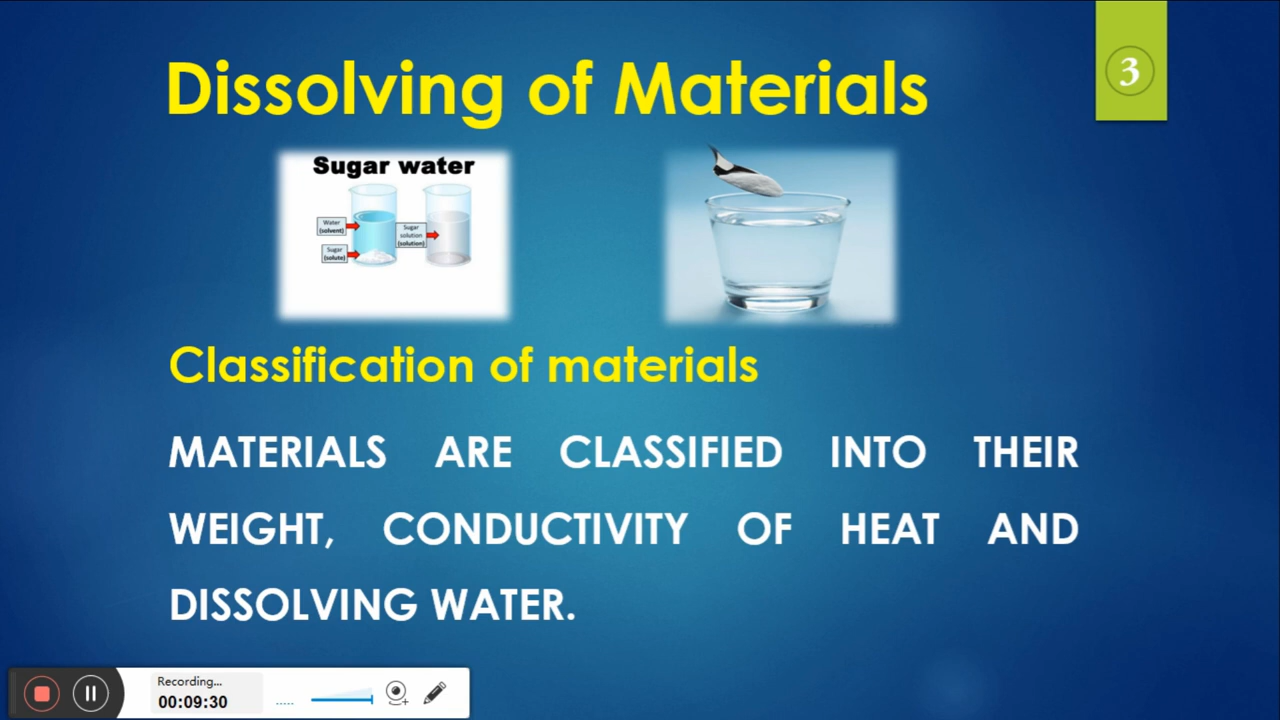 Dissolving of Materials
3
Sugar water
Water
(solvent)
Sugar
(solute)
Sugar
solution
(solution)
Classification of materials
MATERIALS ARE CLASSIFIED INTO THEIR
WEIGHT, CONDUCTIVITY OF HEAT AND
DISSOLVING WATER.
Recording...
00:09:30